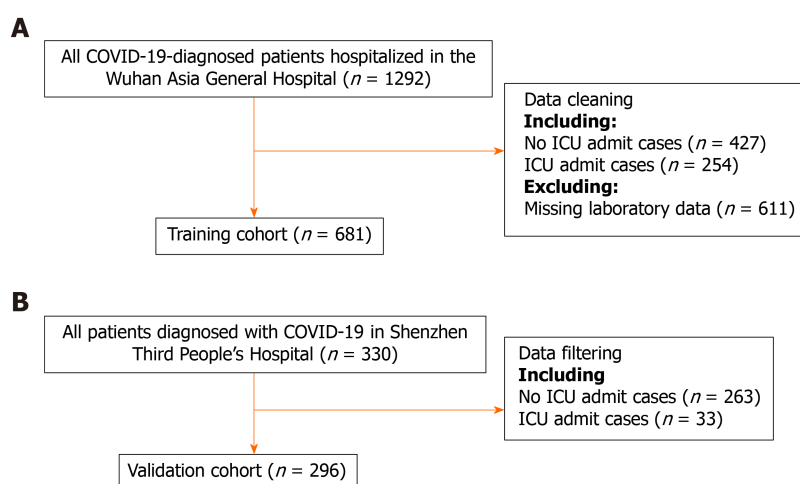 A
All COVID-19-diagnosed patients hospitalized in the
Wuhan Asia General Hospital (n = 1292)
Data cleaning
Including:
No ICU admit cases (n = 427)
ICU admit cases (n = 254)
Excluding:
Missing laboratory data (n = 611)
Training cohort (n = 681)
B
All patients diagnosed with COVID-19 in Shenzhen
Third People's Hospital (n = 330)
Data filtering
Including
No ICU admit cases (n = 263)
ICU admit cases (n = 33)
Validation cohort (n = 296)